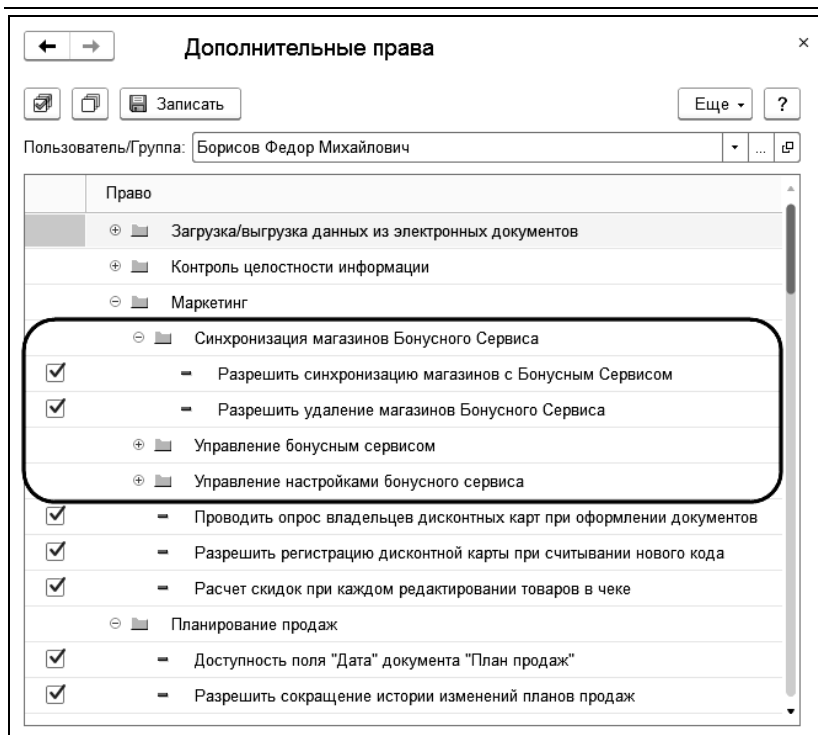 Дополнительные права
Записать
Еще
?
Пользователь/Группа: Борисов Федор Михайлович
...
Право
Загрузка/выгрузка данных из электронных документов
Контроль целостности информации
Маркетинг
Синхронизация магазинов Бонусного Сервиса
Разрешить синхронизацию магазинов с Бонусным Сервисом
Разрешить удаление магазинов Бонусного Сервиса
Управление бонусным сервисом
Управление настройками бонусного сервиса
Проводить опрос владельцев дисконтных карт при оформлении документов
Разрешить регистрацию дисконтной карты при считывании нового кода
Расчет скидок при каждом редактировании товаров в чеке
Планирование продаж
Доступность поля "Дата" документа "План продаж"
Разрешить сокращение истории изменений планов продаж